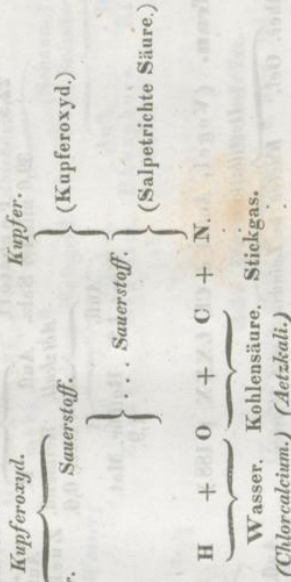 Kupferoxyd. Kupfer.
r. Sauerstoff. (Kupferoxyd.)
. . . Sauerstoff.
(Salpetrichte Säure.)
H + O + C + N.
Wasser. Kohlensäure. Stickgas.
(Chlorcalcium.) (Aetzkali.)